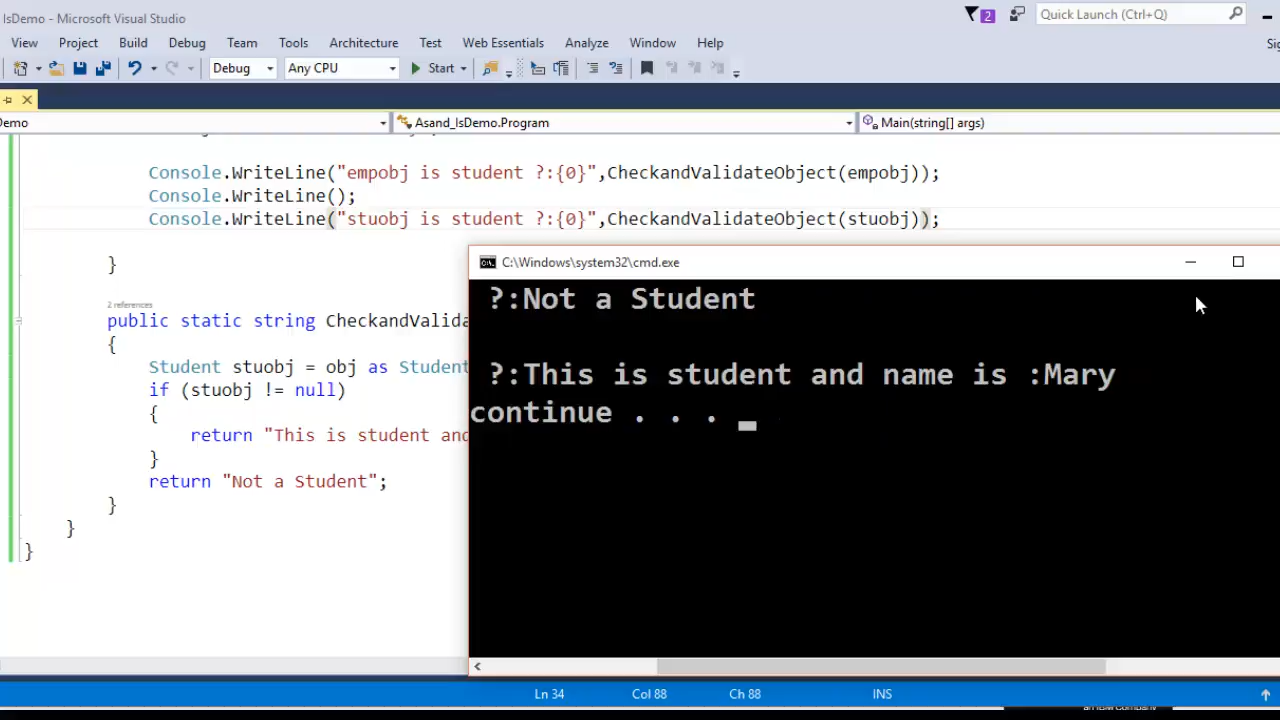 IsDemo - Microsoft Visual Studio
2
Quick Launch (Ctrl+Q)
View Project Build Debug Team Tools Architecture Test Web Essentials Analyze Window Help
Debug Any CPU Start
Demo Asand_IsDemo.Program Main(string[] args)
Console.WriteLine("empobj is student ?:{0}",CheckandValidateObject(empobj));
Console.WriteLine();
Console.WriteLine("stuobj is student ?:{0}",CheckandValidateObject(stuobj));
}
2 references
public static string CheckandValida
{
Student stuobj = obj as Student
if (stuobj != null)
{
return "This is student and
}
return "Not a Student";
}
}
}
C:\Windows\system32\cmd.exe
?:Not a Student
?:This is student and name is :Mary
continue . . .
Ln 34 Col 88 Ch 88 INS